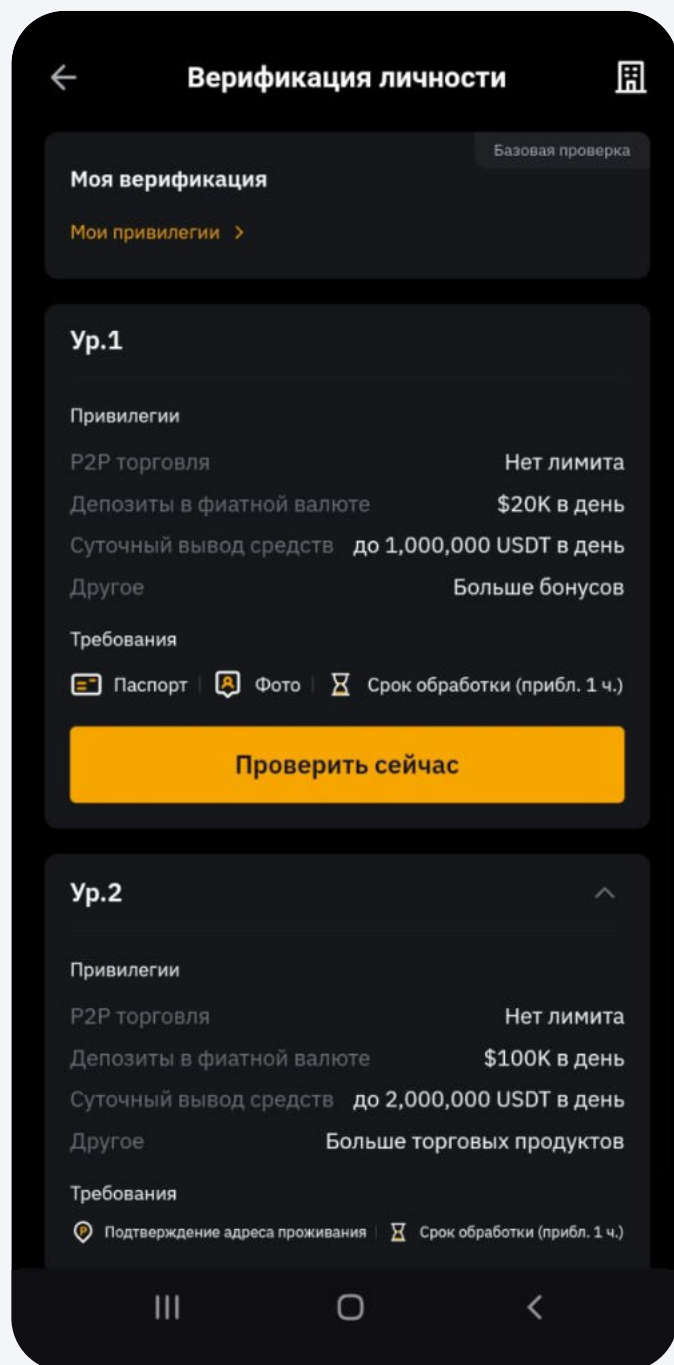 Верификация личности
Базовая проверка
Моя верификация
Мои привилегии >
Ур.1
Привилегии
P2P торговля Нет лимита
Депозиты в фиатной валюте $20K в день
Суточный вывод средств до 1,000,000 USDT в день
Другое Больше бонусов
Требования
Паспорт | Фото | Срок обработки (прибл. 1 ч.)
Проверить сейчас
Ур.2
Привилегии
P2P торговля Нет лимита
Депозиты в фиатной валюте $100K в день
Суточный вывод средств до 2,000,000 USDT в день
Другое Больше торговых продуктов
Требования
Подтверждение адреса проживания | Срок обработки (прибл. 1 ч.)